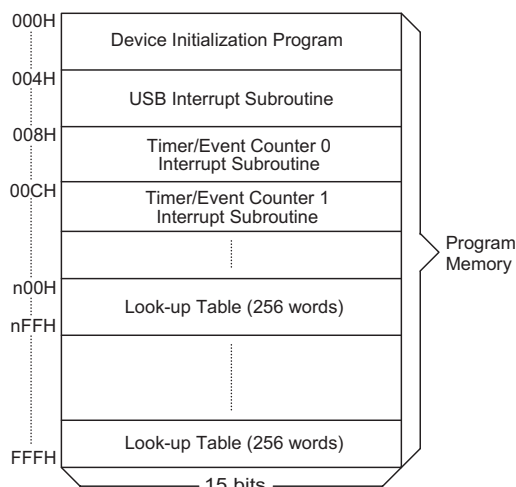 000H
Device Initialization Program
004H
USB Interrupt Subroutine
008H
Timer/Event Counter 0
Interrupt Subroutine
00CH
Timer/Event Counter 1
Interrupt Subroutine
Program
Memory
n00H
Look-up Table (256 words)
nFFH
Look-up Table (256 words)
FFFH
15 bits